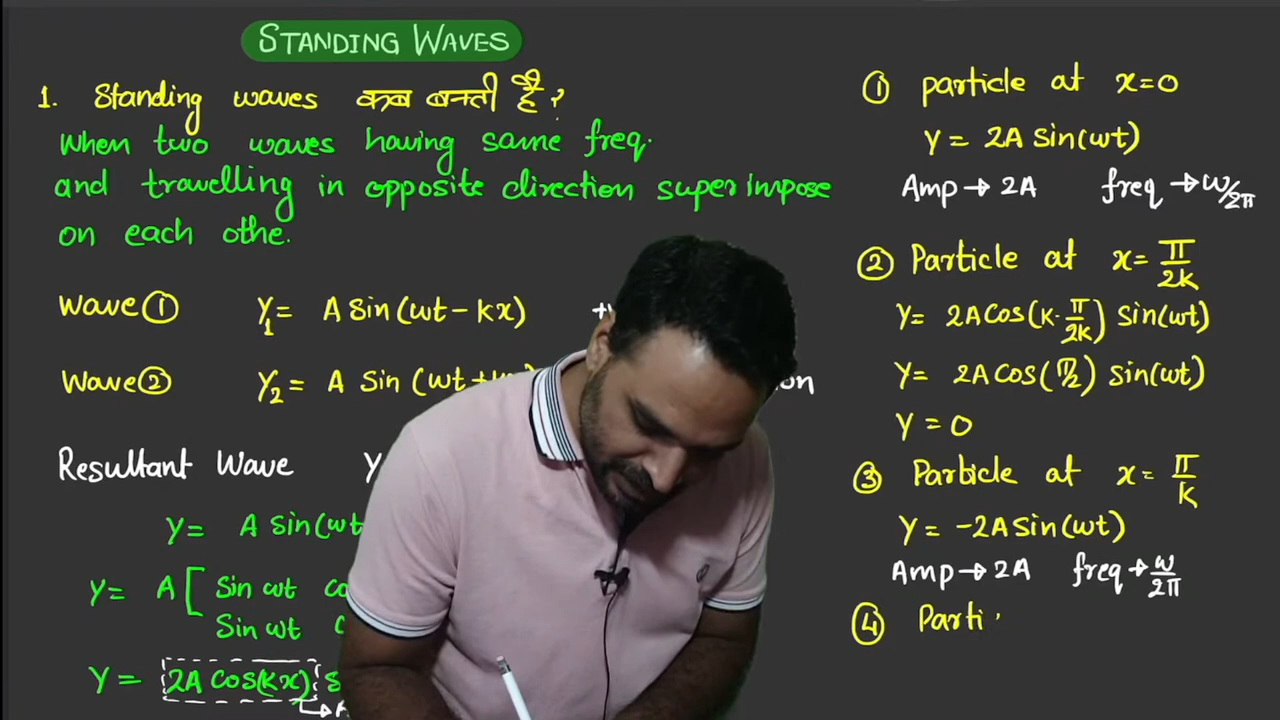 STANDING WAVES
1. Standing waves कब बनती है?
When two waves having same freq.
and travelling in opposite direction superimpose
on each othe.
Wave ① Y₁= A Sin(ωt - kx)
Wave ② Y₂= A Sin (ωt +
Resultant Wave Y
Y= A Sin(ωt
Y= A[ Sin ωt
Sin ωt
Y= 2A Cos(kx)
① particle at x=0
Y= 2A Sin(ωt)
Amp→ 2A freq→ω/2π
② Particle at x= π/2k
Y= 2A Cos(k·π/2k) Sin(ωt)
Y= 2A Cos(π/2) Sin(ωt)
Y = 0
③ Particle at x= π/k
Y= -2A Sin(ωt)
Amp→ 2A freq→ω/2π
④ Parti